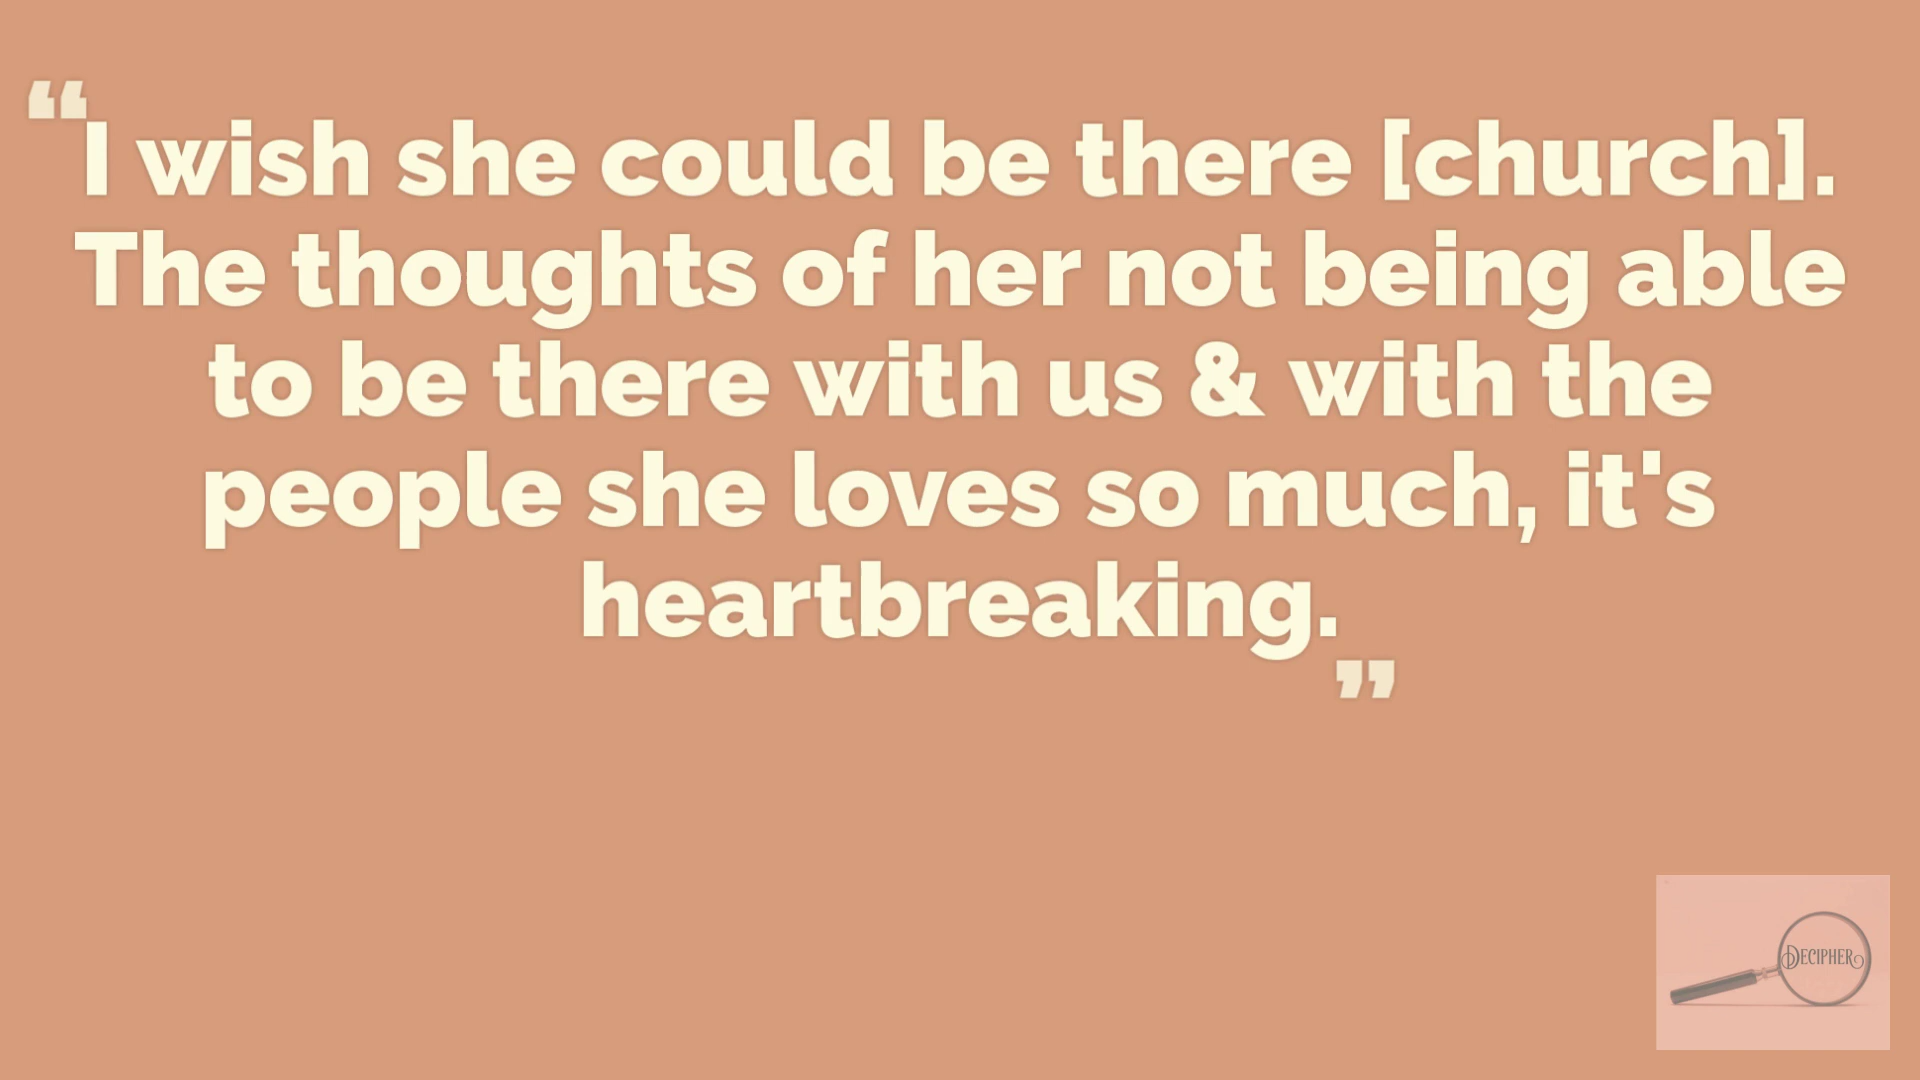 “I wish she could be there [church].
The thoughts of her not being able
to be there with us & with the
people she loves so much, it's
heartbreaking.”
DECIPHER